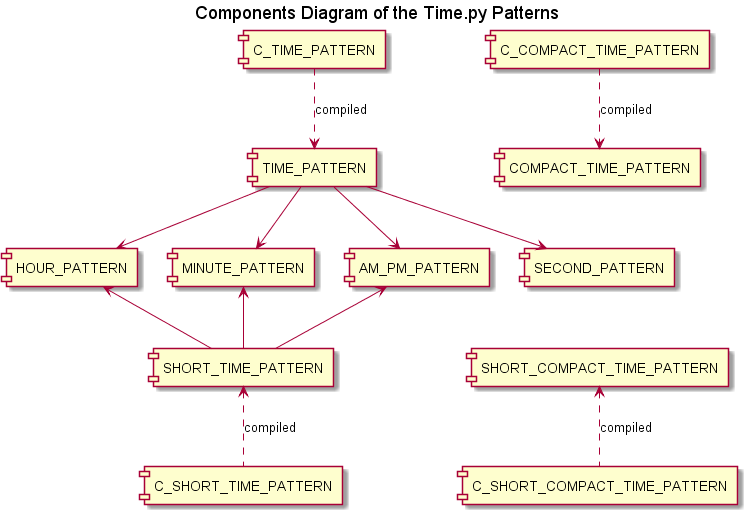 Components Diagram of the Time.py Patterns
C_TIME_PATTERN
C_COMPACT_TIME_PATTERN
compiled
compiled
TIME_PATTERN
COMPACT_TIME_PATTERN
HOUR_PATTERN
MINUTE_PATTERN
AM_PM_PATTERN
SECOND_PATTERN
SHORT_TIME_PATTERN
SHORT_COMPACT_TIME_PATTERN
compiled
compiled
C_SHORT_TIME_PATTERN
C_SHORT_COMPACT_TIME_PATTERN